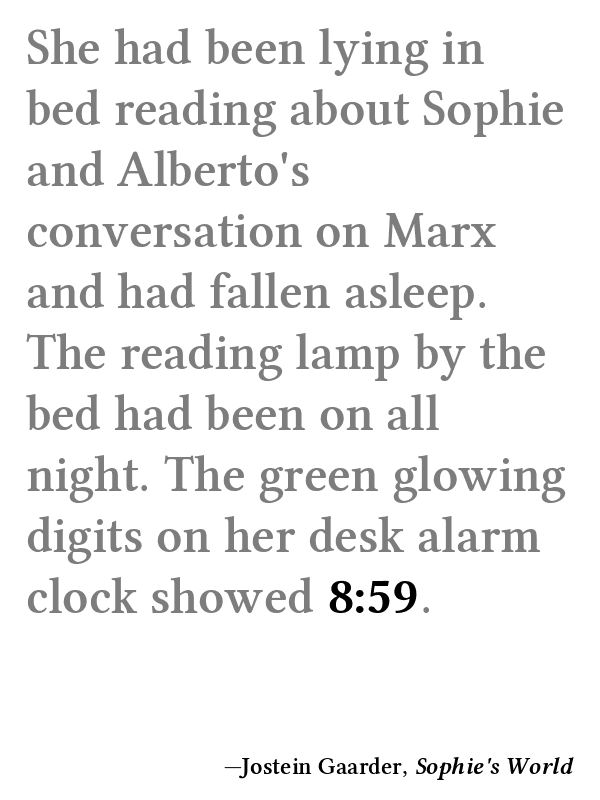 She had been lying in
bed reading about Sophie
and Alberto's
conversation on Marx
and had fallen asleep.
The reading lamp by the
bed had been on all
night. The green glowing
digits on her desk alarm
clock showed 8:59.
—Jostein Gaarder, Sophie's World